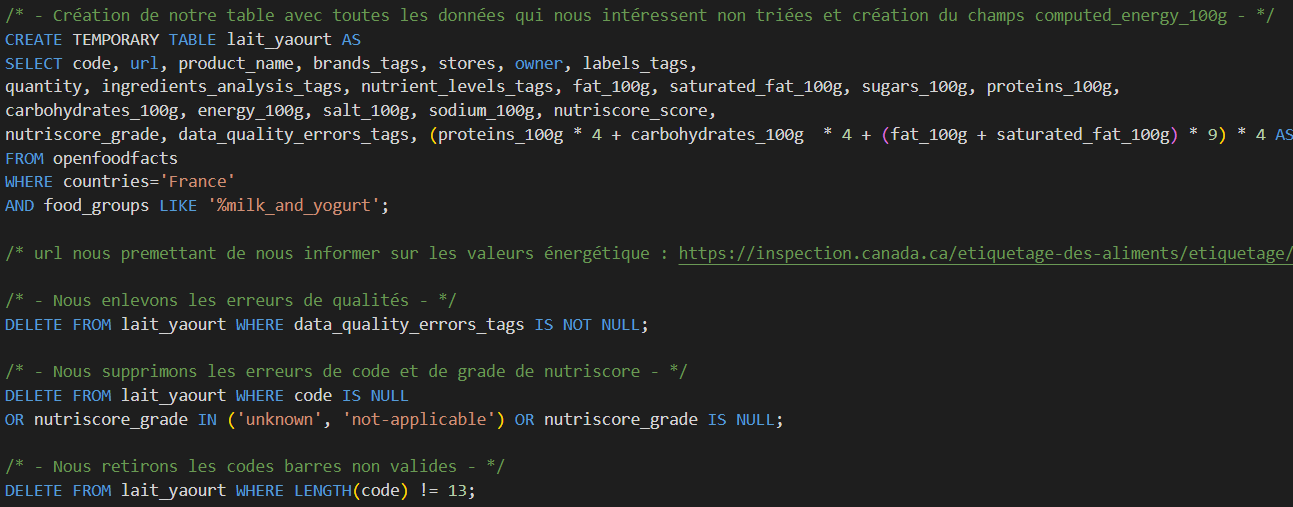 /* - Création de notre table avec toutes les données qui nous intéressent non triées et création du champs computed_energy_100g - */
CREATE TEMPORARY TABLE lait_yaourt AS
SELECT code, url, product_name, brands_tags, stores, owner, labels_tags,
quantity, ingredients_analysis_tags, nutrient_levels_tags, fat_100g, saturated_fat_100g, sugars_100g, proteins_100g,
carbohydrates_100g, energy_100g, salt_100g, sodium_100g, nutriscore_score,
nutriscore_grade, data_quality_errors_tags, (proteins_100g * 4 + carbohydrates_100g  * 4 + (fat_100g + saturated_fat_100g) * 9) * 4 AS
FROM openfoodfacts
WHERE countries='France'
AND food_groups LIKE '%milk_and_yogurt';
/* url nous premettant de nous informer sur les valeurs énergétique : https://inspection.canada.ca/etiquetage-des-aliments/etiquetage/
/* - Nous enlevons les erreurs de qualités - */
DELETE FROM lait_yaourt WHERE data_quality_errors_tags IS NOT NULL;
/* - Nous supprimons les erreurs de code et de grade de nutriscore - */
DELETE FROM lait_yaourt WHERE code IS NULL
OR nutriscore_grade IN ('unknown', 'not-applicable') OR nutriscore_grade IS NULL;
/* - Nous retirons les codes barres non valides - */
DELETE FROM lait_yaourt WHERE LENGTH(code) != 13;